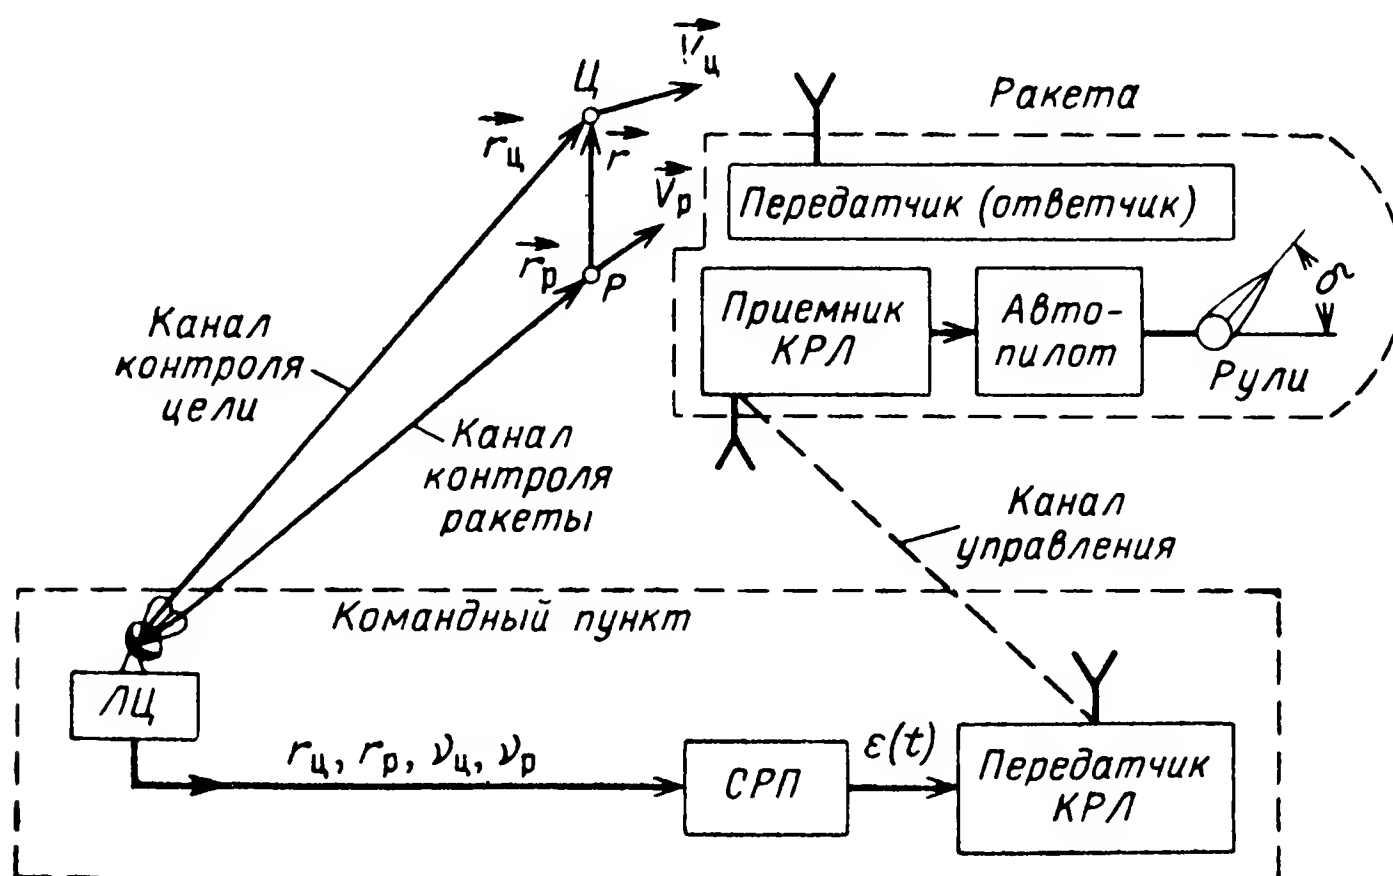 V⃗ц
Ц
r⃗ц
r⃗
V⃗р
r⃗р
Р
Ракета
Передатчик (ответчик)
Приемник
КРЛ
Авто-
пилот
δ
Рули
Канал
контроля
цели
Канал
контроля
ракеты
Канал
управления
Командный пункт
ЛЦ
rц, rр, νц, νр
СРП
ε(t)
Передатчик
КРЛ